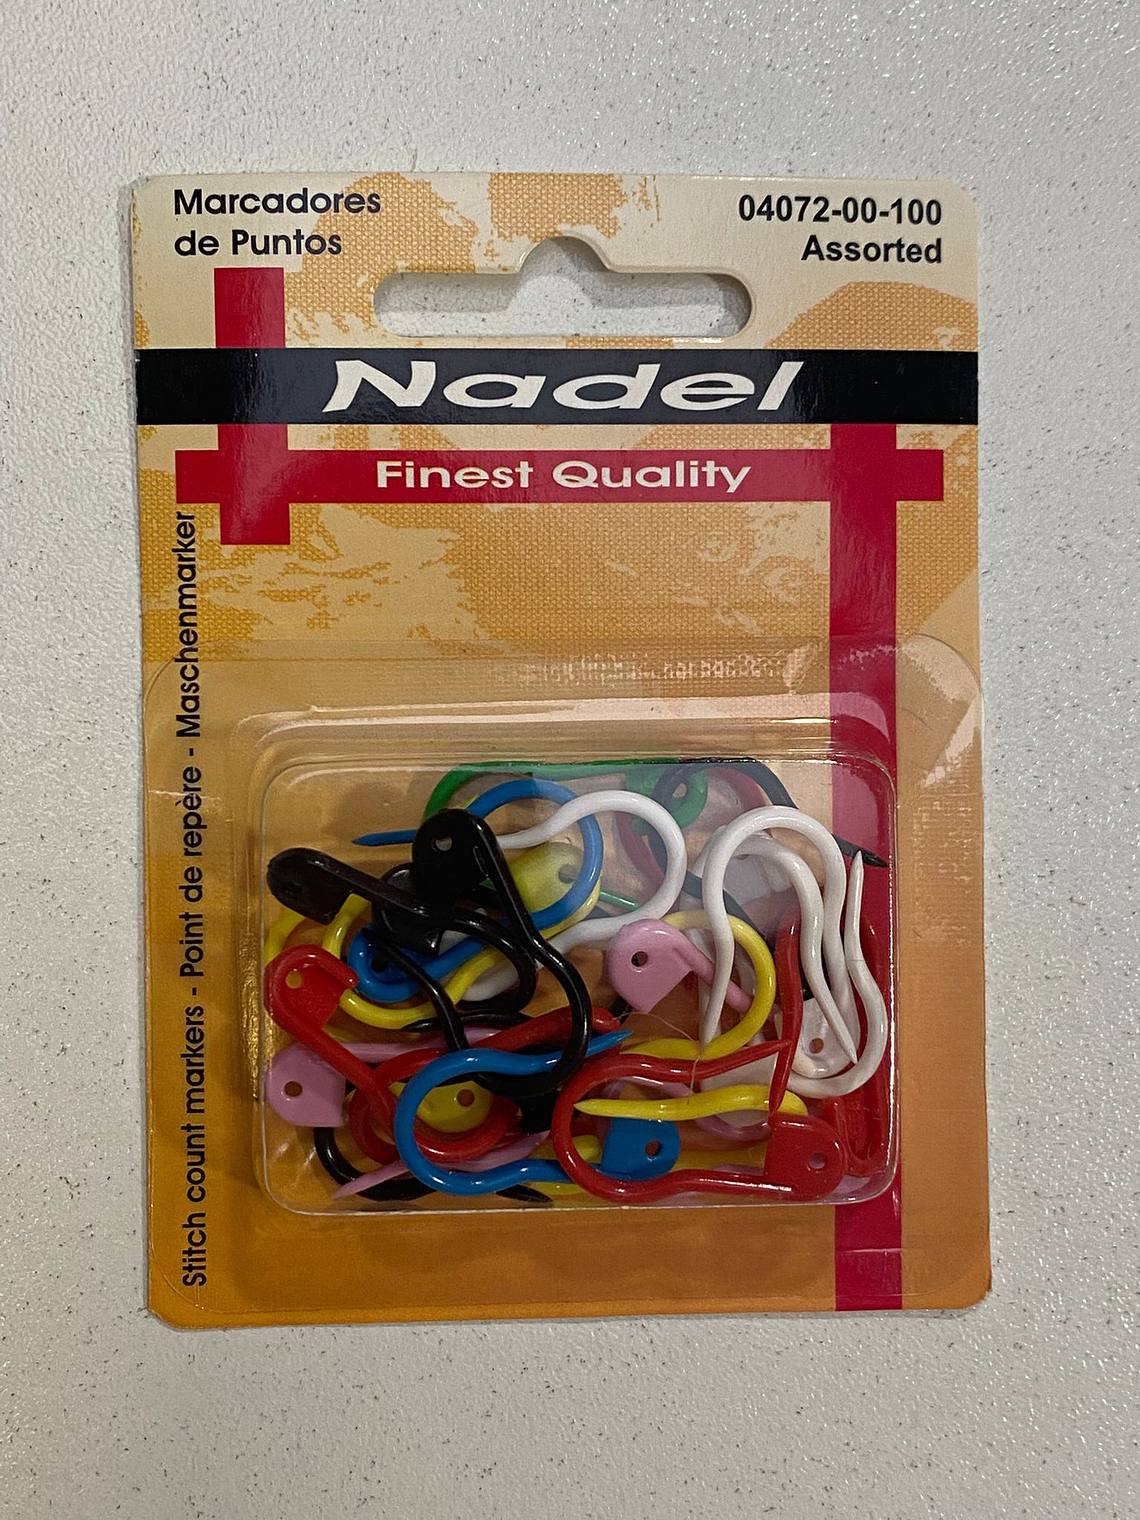 Marcadores
de Puntos
04072-00-100
Assorted
Nadel
Finest Quality
Stitch count markers - Point de repère - Maschenmarker